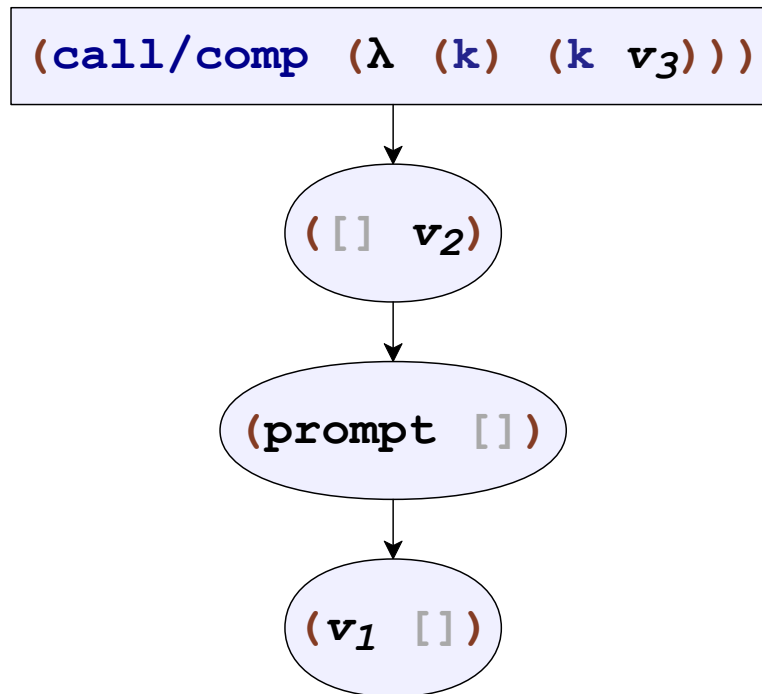 (call/comp (λ (k) (k v₃)))
([] v₂)
(prompt [])
(v₁ [])